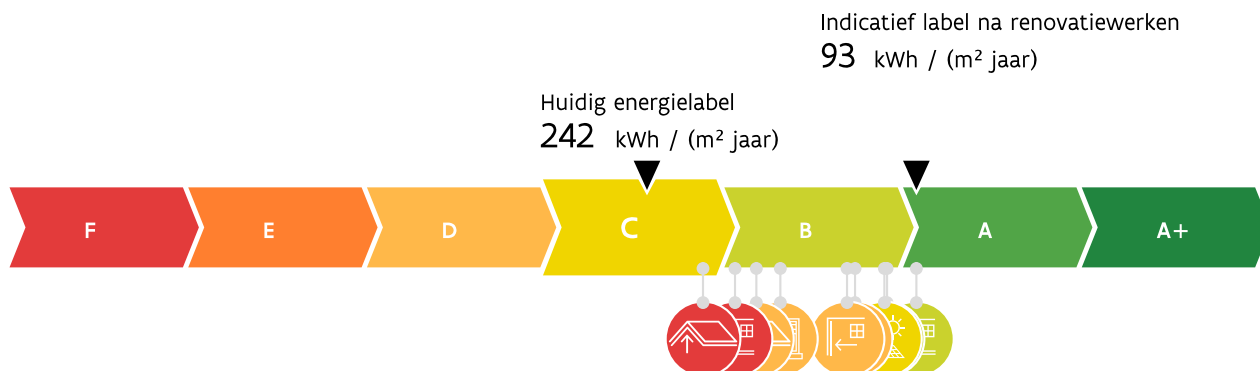 Indicatief label na renovatiewerken
93 kWh / (m² jaar)
Huidig energielabel
242 kWh / (m² jaar)
F E D C B A A+